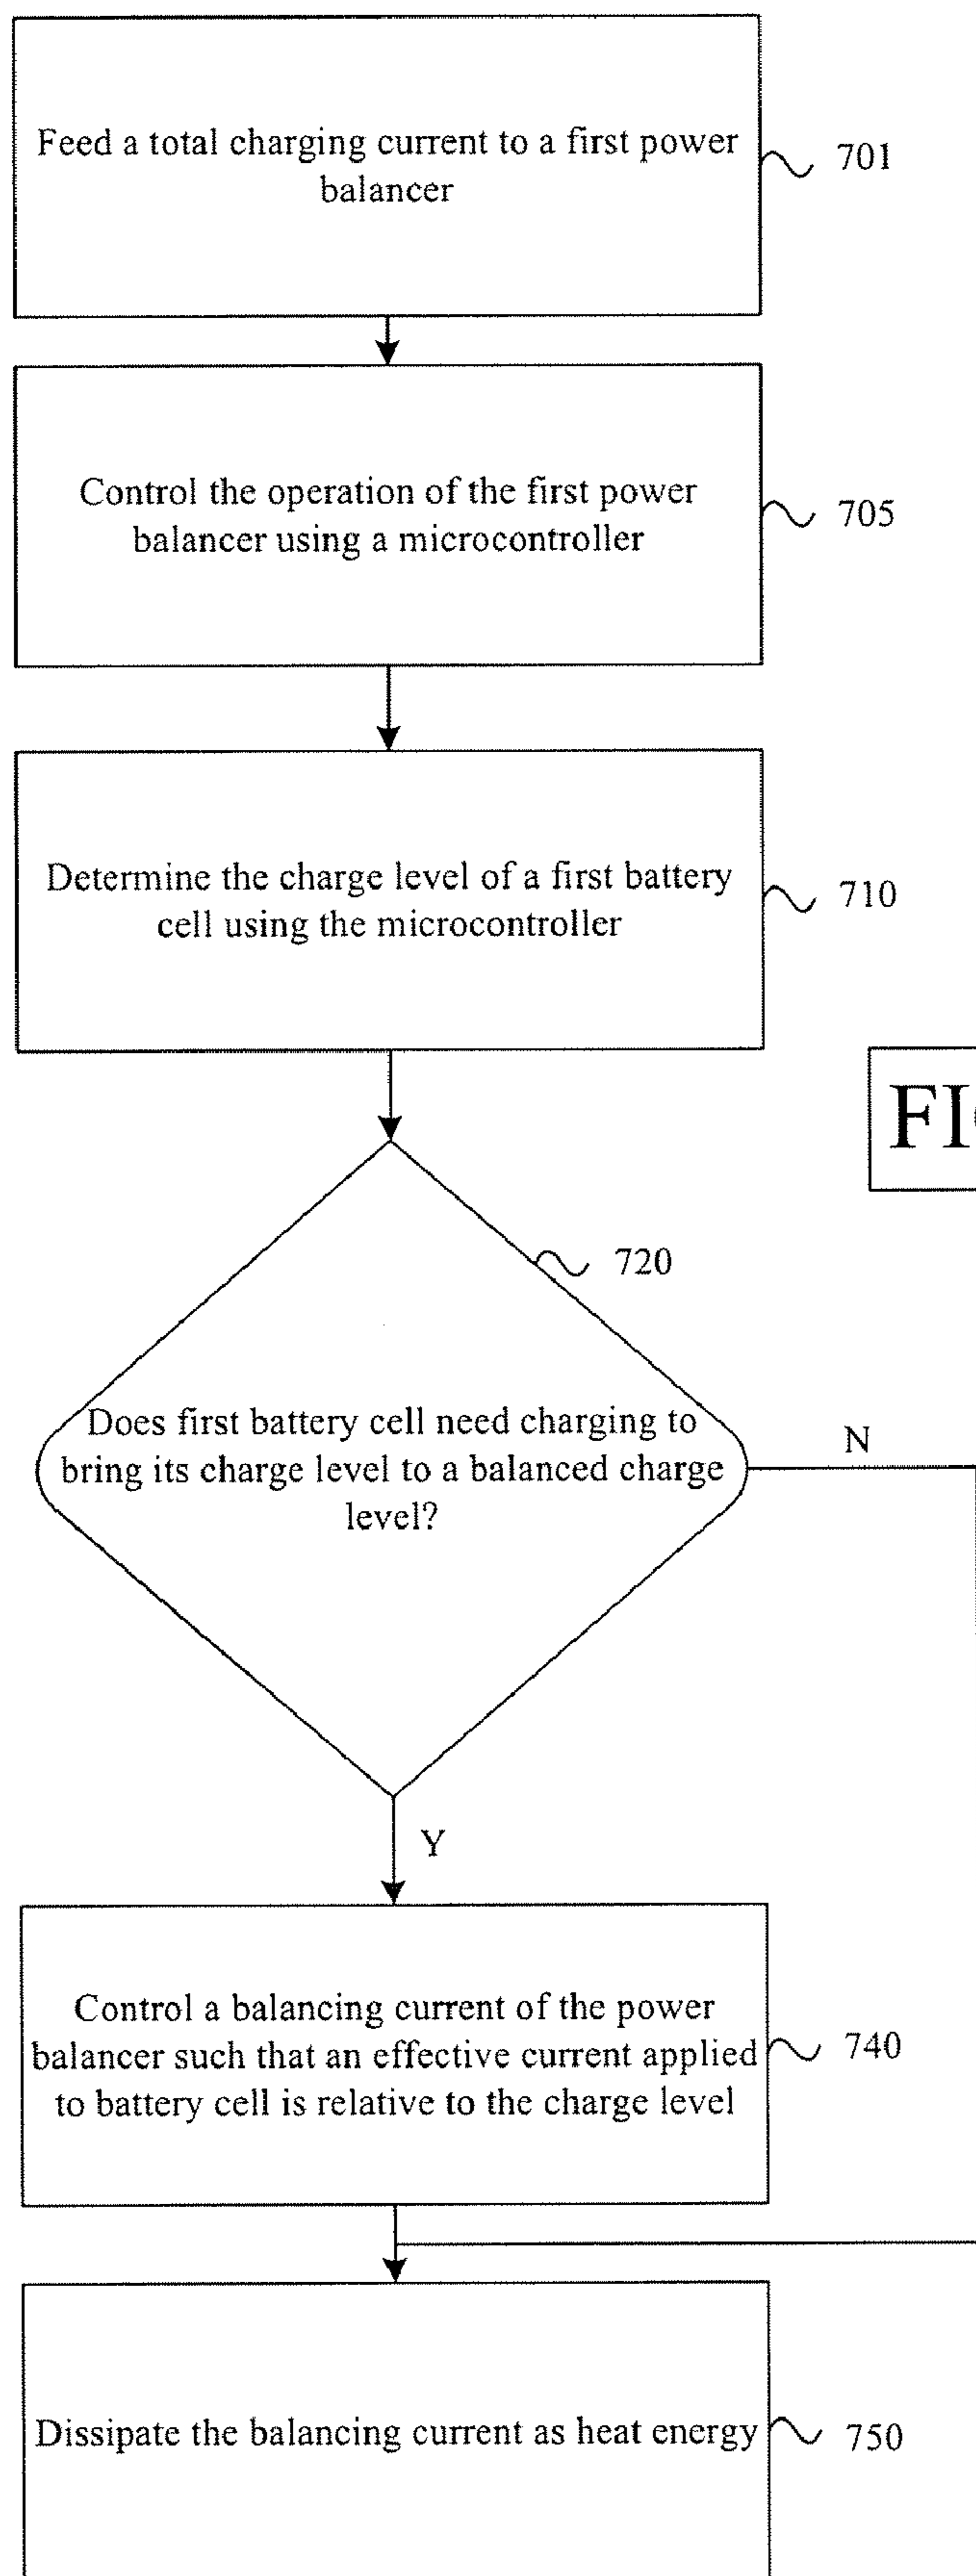 Feed a total charging current to a first power
balancer
701
Control the operation of the first power
balancer using a microcontroller
705
Determine the charge level of a first battery
cell using the microcontroller
710
FI
720
Does first battery cell need charging to
bring its charge level to a balanced charge
level?
N
Y
Control a balancing current of the power
balancer such that an effective current applied
to battery cell is relative to the charge level
740
Dissipate the balancing current as heat energy
750